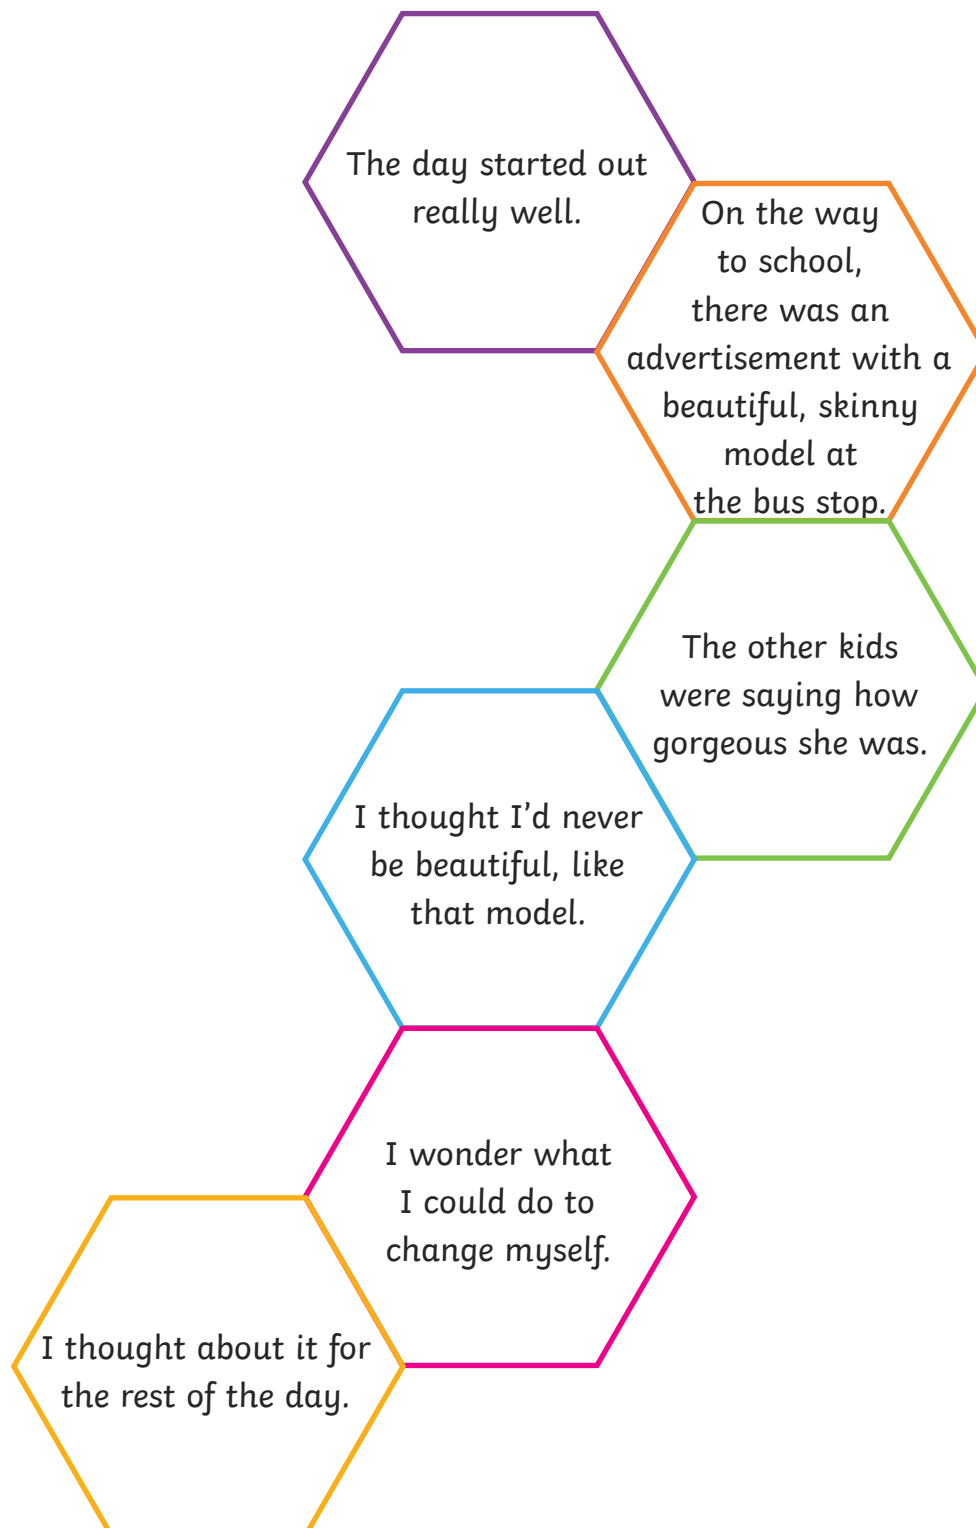 The day started out
really well.
On the way
to school,
there was an
advertisement with a
beautiful, skinny
model at
the bus stop.
The other kids
were saying how
gorgeous she was.
I thought I’d never
be beautiful, like
that model.
I wonder what
I could do to
change myself.
I thought about it for
the rest of the day.